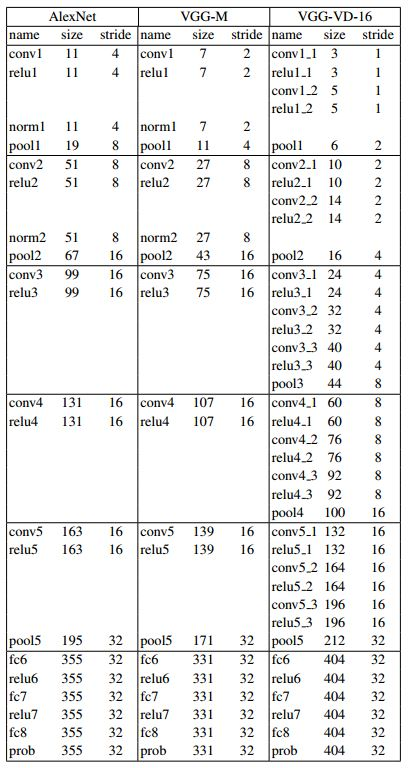 AlexNet VGG-M VGG-VD-16
name size stride name size stride name size stride
conv1 11 4 conv1 7 2 conv1_1 3 1
relu1 11 4 relu1 7 2 relu1_1 3 1
conv1_2 5 1
relu1_2 5 1
norm1 11 4 norm1 7 2
pool1 19 8 pool1 11 4 pool1 6 2
conv2 51 8 conv2 27 8 conv2_1 10 2
relu2 51 8 relu2 27 8 relu2_1 10 2
conv2_2 14 2
relu2_2 14 2
norm2 51 8 norm2 27 8
pool2 67 16 pool2 43 16 pool2 16 4
conv3 99 16 conv3 75 16 conv3_1 24 4
relu3 99 16 relu3 75 16 relu3_1 24 4
conv3_2 32 4
relu3_2 32 4
conv3_3 40 4
relu3_3 40 4
pool3 44 8
conv4 131 16 conv4 107 16 conv4_1 60 8
relu4 131 16 relu4 107 16 relu4_1 60 8
conv4_2 76 8
relu4_2 76 8
conv4_3 92 8
relu4_3 92 8
pool4 100 16
conv5 163 16 conv5 139 16 conv5_1 132 16
relu5 163 16 relu5 139 16 relu5_1 132 16
conv5_2 164 16
relu5_2 164 16
conv5_3 196 16
relu5_3 196 16
pool5 195 32 pool5 171 32 pool5 212 32
fc6 355 32 fc6 331 32 fc6 404 32
relu6 355 32 relu6 331 32 relu6 404 32
fc7 355 32 fc7 331 32 fc7 404 32
relu7 355 32 relu7 331 32 relu7 404 32
fc8 355 32 fc8 331 32 fc8 404 32
prob 355 32 prob 331 32 prob 404 32